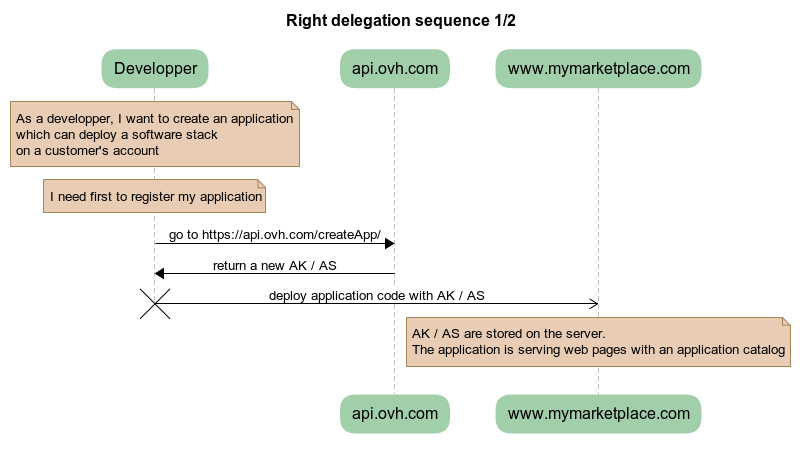 Right delegation sequence 1/2
Developper
api.ovh.com
www.mymarketplace.com
As a developper, I want to create an application
which can deploy a software stack
on a customer's account
I need first to register my application
go to https://api.ovh.com/createApp/
return a new AK / AS
deploy application code with AK / AS
AK / AS are stored on the server.
The application is serving web pages with an application catalog
api.ovh.com
www.mymarketplace.com